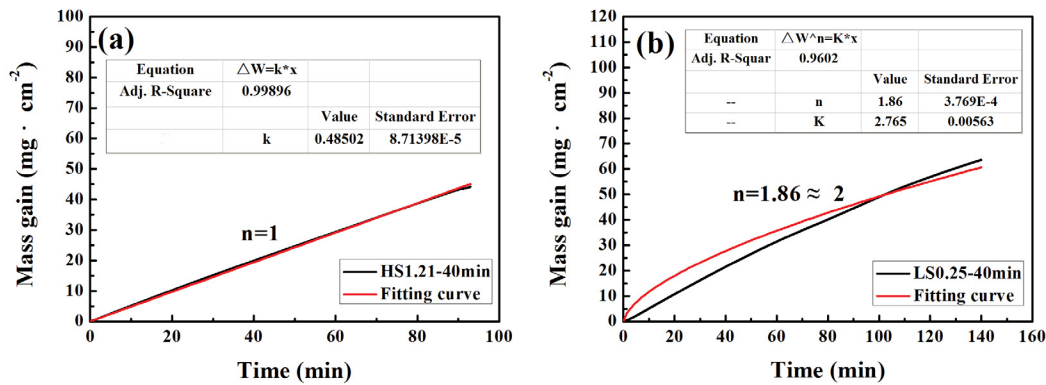 (a)
Equation △W=k*x
Adj. R-Square 0.99896
Value Standard Error
k 0.48502 8.71398E-5
n=1
HS1.21-40min
Fitting curve
Mass gain (mg · cm⁻²)
100
90
80
70
60
50
40
30
20
10
0
0 20 40 60 80 100
Time (min)
(b)
Equation △W^n=K*x
Adj. R-Squar 0.9602
Value Standard Error
-- n 1.86 3.769E-4
-- K 2.765 0.00563
n=1.86 ≈ 2
LS0.25-40min
Fitting curve
Mass gain (mg · cm⁻²)
120
110
100
90
80
70
60
50
40
30
20
10
0
0 20 40 60 80 100 120 140 160
Time (min)